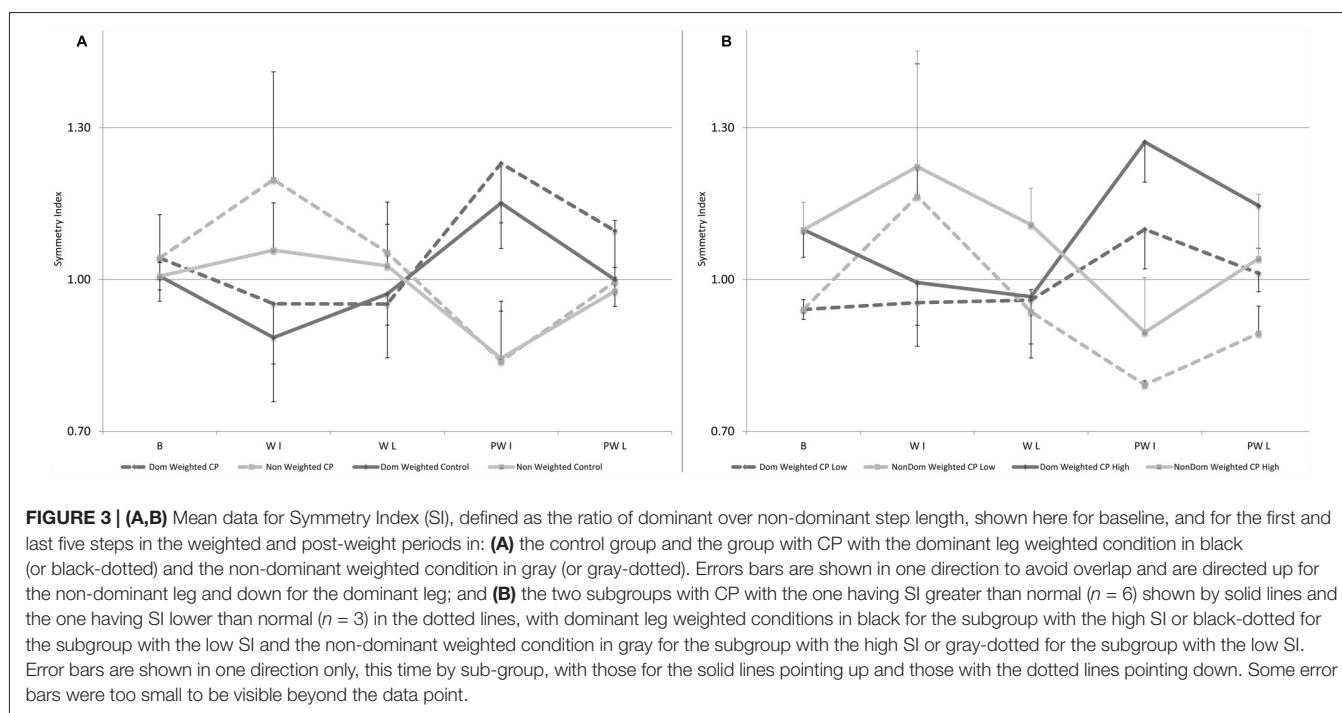 A
B
Symmetry Index
Symmetry Index
1.30
1.30
1.00
1.00
0.70
0.70
B W I W L PW I PW L
B W I W L PW I PW L
Dom Weighted CP Non Weighted CP Dom Weighted Control Non Weighted Control
Dom Weighted CP Low NonDom Weighted CP Low Dom Weighted CP High NonDom Weighted CP High
FIGURE 3 | (A,B) Mean data for Symmetry Index (SI), defined as the ratio of dominant over non-dominant step length, shown here for baseline, and for the first and
last five steps in the weighted and post-weight periods in: (A) the control group and the group with CP with the dominant leg weighted condition in black
(or black-dotted) and the non-dominant weighted condition in gray (or gray-dotted). Errors bars are shown in one direction to avoid overlap and are directed up for
the non-dominant leg and down for the dominant leg; and (B) the two subgroups with CP with the one having SI greater than normal (n = 6) shown by solid lines and
the one having SI lower than normal (n = 3) in the dotted lines, with dominant leg weighted conditions in black for the subgroup with the high SI or black-dotted for
the subgroup with the low SI and the non-dominant weighted condition in gray for the subgroup with the high SI or gray-dotted for the subgroup with the low SI.
Error bars are shown in one direction only, this time by sub-group, with those for the solid lines pointing up and those with the dotted lines pointing down. Some error
bars were too small to be visible beyond the data point.